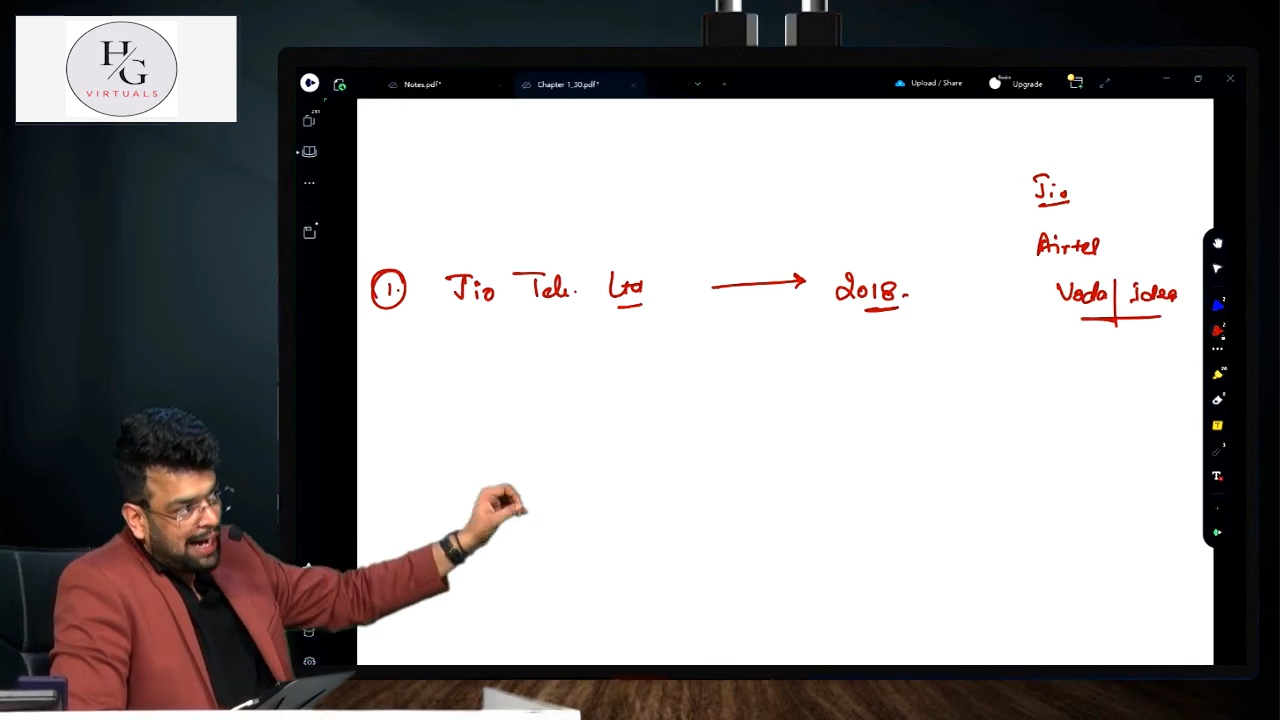 H/G
VIRTUALS
Notes.pdf*
Chapter 1_30.pdf*
Upload / Share
Upgrade
Jio
Airtel
1. Jio Tele. Ltd → 2018.
Voda | idea